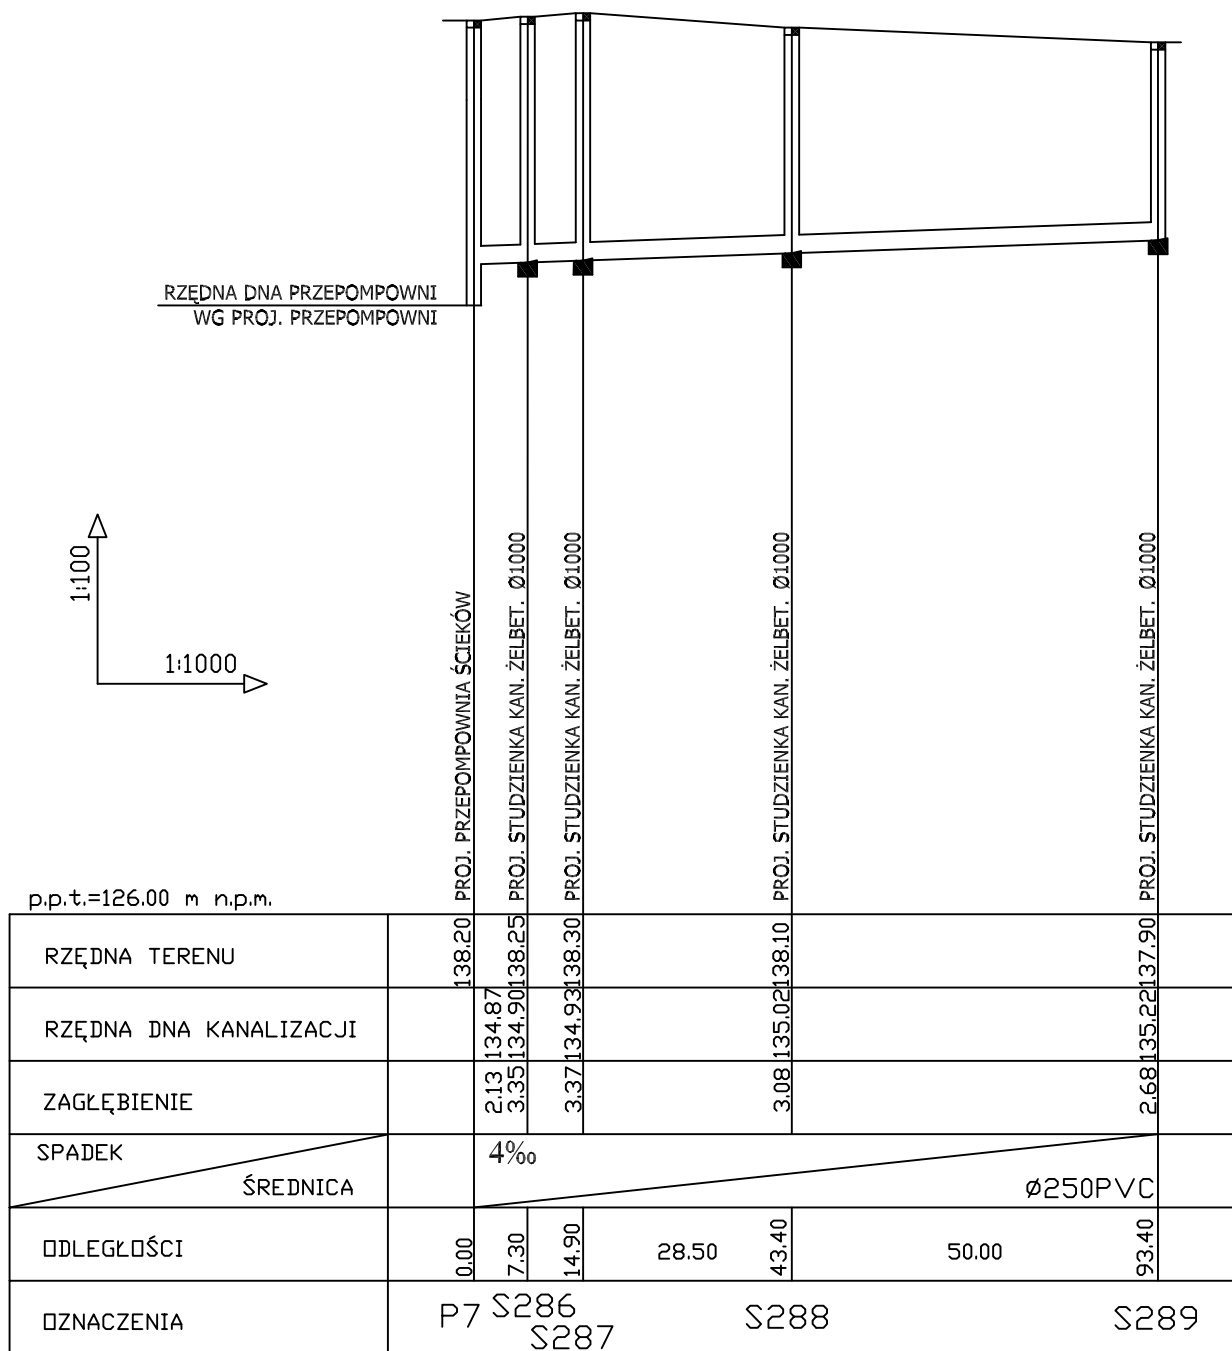 RZĘDNA DNA PRZEPOMPOWNI
WG PROJ. PRZEPOMPOWNI
1:100
1:1000
PROJ. PRZEPOMPOWNIA ŚCIEKÓW
PROJ. STUDZIENKA KAN. ŻELBET. Ø1000
PROJ. STUDZIENKA KAN. ŻELBET. Ø1000
PROJ. STUDZIENKA KAN. ŻELBET. Ø1000
PROJ. STUDZIENKA KAN. ŻELBET. Ø1000
p.p.t.=126.00 m n.p.m.
RZĘDNA TERENU
138.20
138.25
138.30
138.10
137.90
RZĘDNA DNA KANALIZACJI
134.87
134.90
134.93
135.02
135.22
ZAGŁĘBIENIE
2.13
3.35
3.37
3.08
2.68
SPADEK
4‰
ŚREDNICA
Ø250PVC
ODLEGŁOŚCI
0.00
7.30
14.90
28.50
43.40
50.00
93.40
OZNACZENIA
P7
S286
S287
S288
S289